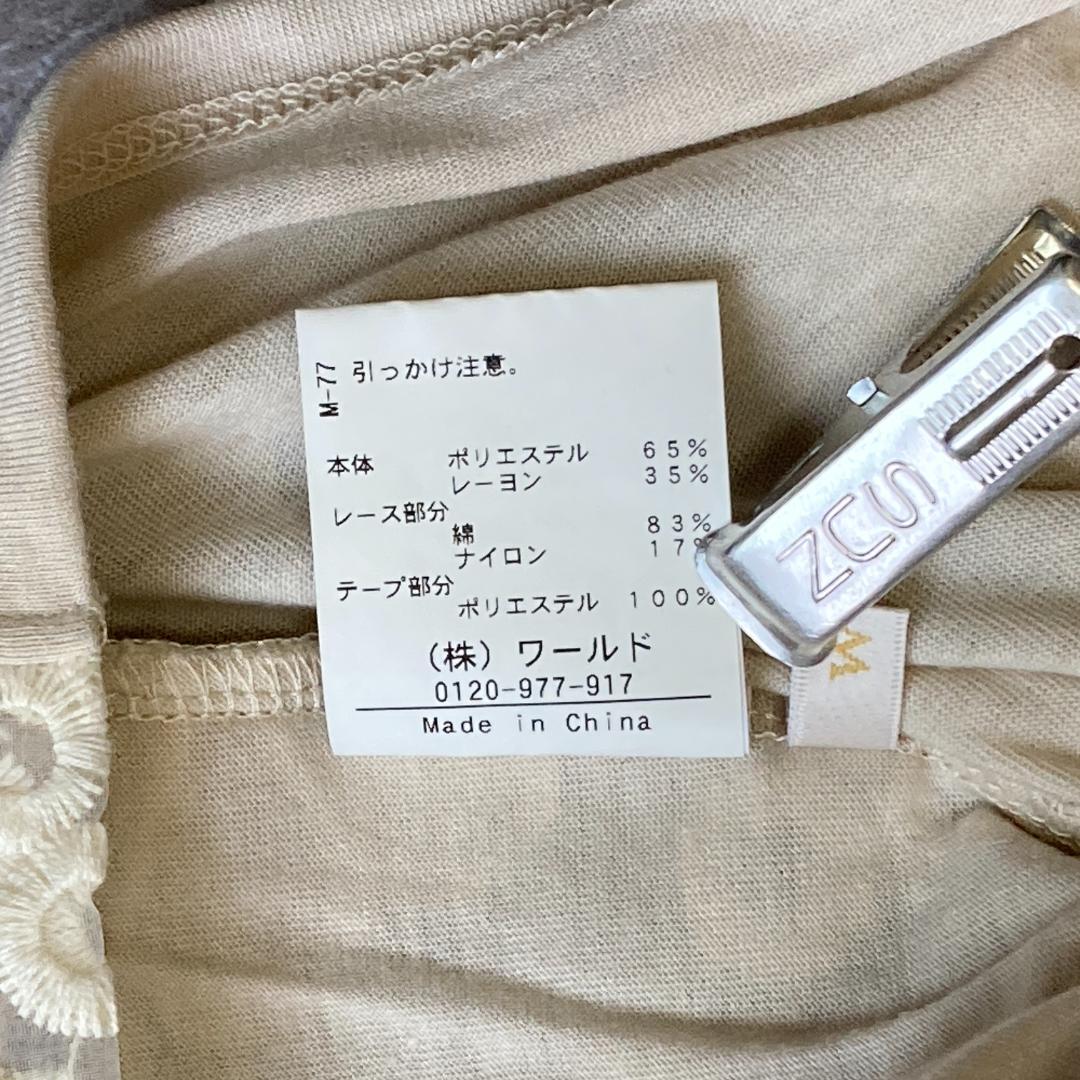 M-77
引っかけ注意。
本体 ポリエステル 65%
レーヨン 35%
レース部分
綿 83%
ナイロン 17%
テープ部分
ポリエステル 100%
(株) ワールド
0120-977-917
Made in China
M